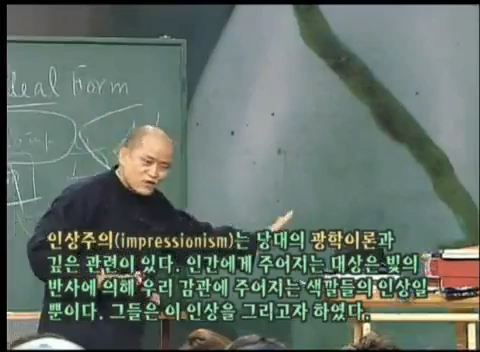 deal Form
인상주의(impressionism)는 당대의 광학이론과
깊은 관련이 있다. 인간에게 주어지는 대상은 빛의
반사에 의해 우리 감관에 주어지는 색깔들의 인상일
뿐이다. 그들은 이 인상을 그리고자 하였다.